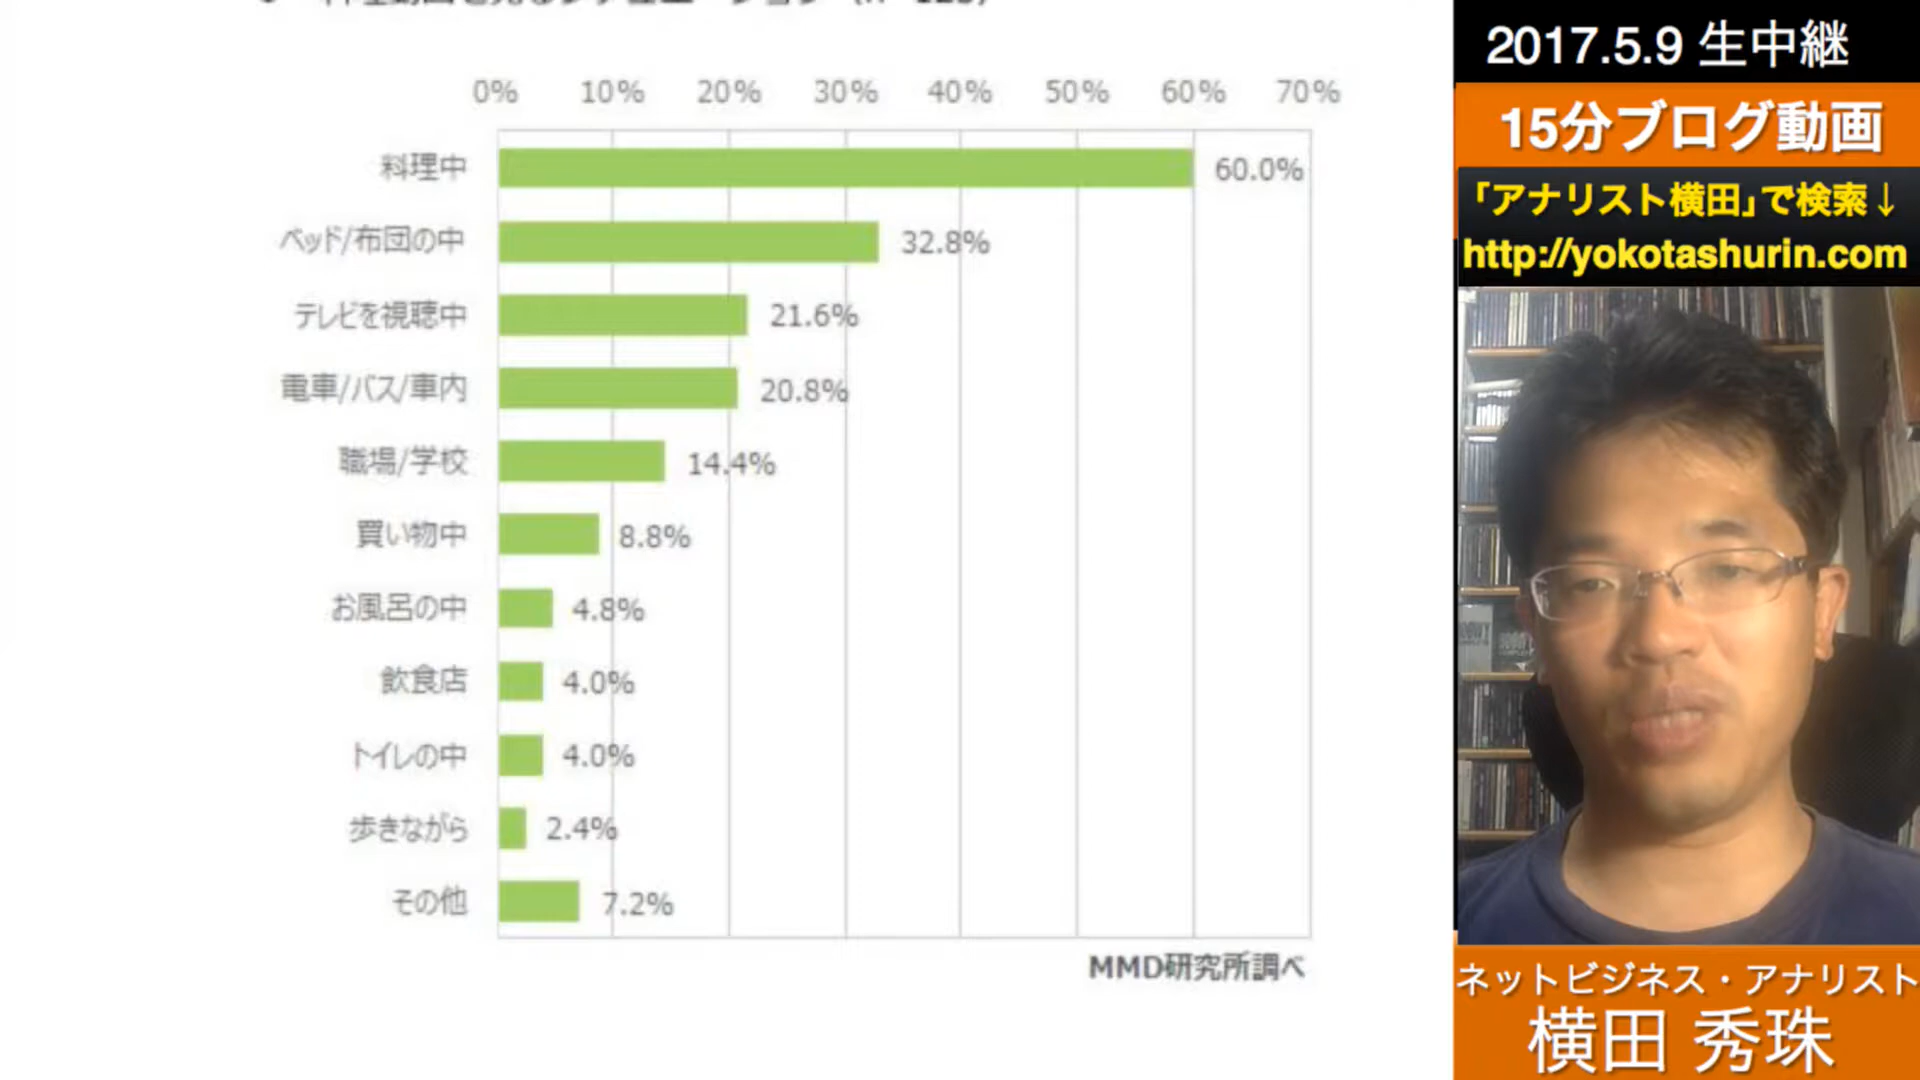 0% 10% 20% 30% 40% 50% 60% 70%
料理中 60.0%
ベッド/布団の中 32.8%
テレビを視聴中 21.6%
電車/バス/車内 20.8%
職場/学校 14.4%
買い物中 8.8%
お風呂の中 4.8%
飲食店 4.0%
トイレの中 4.0%
歩きながら 2.4%
その他 7.2%
MMD研究所調べ
2017.5.9 生中継
15分ブログ動画
「アナリスト横田」で検索↓
http://yokotashurin.com
ネットビジネス・アナリスト
横田 秀珠